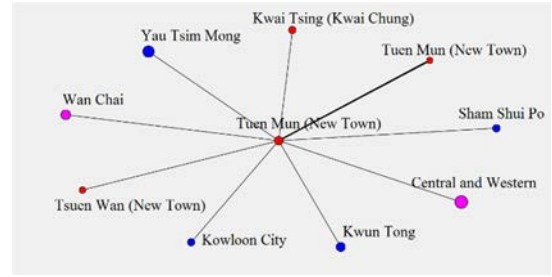 Kwai Tsing (Kwai Chung)
Yau Tsim Mong
Tuen Mun (New Town)
Wan Chai
Tuen Mun (New Town)
Sham Shui Po
Central and Western
Tsuen Wan (New Town)
Kowloon City
Kwun Tong